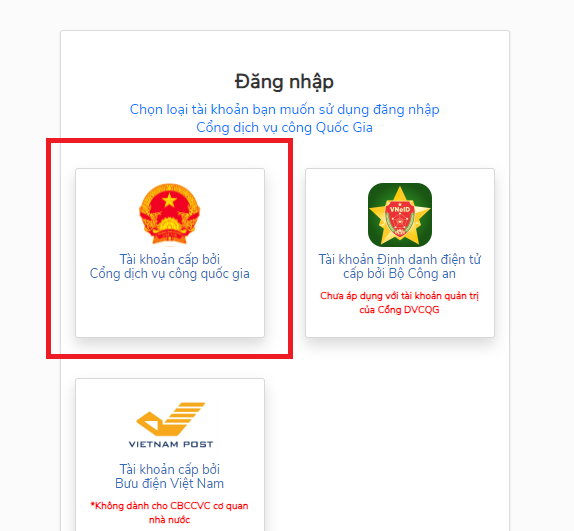 Đăng nhập
Chọn loại tài khoản bạn muốn sử dụng đăng nhập
Cổng dịch vụ công Quốc Gia
Tài khoản cấp bởi
Cổng dịch vụ công quốc gia
VNeID
Tài khoản Định danh điện tử
cấp bởi Bộ Công an
Chưa áp dụng với tài khoản quản trị
của Cổng DVCQG
VIETNAM POST
Tài khoản cấp bởi
Bưu điện Việt Nam
*Không dành cho CBCCVC cơ quan
nhà nước